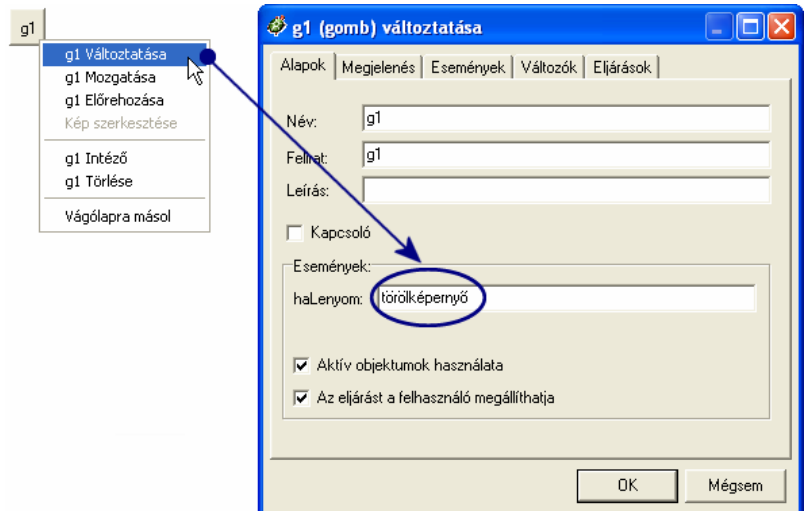 g1
g1 Változtatása
g1 Mozgatása
g1 Előrehozása
Kép szerkesztése
g1 Intéző
g1 Törlése
Vágólapra másol
g1 (gomb) változtatása
Alapok Megjelenés Események Változók Eljárások
Név: g1
Felirat: g1
Leírás:
Kapcsoló
Események:
haLenyom: törölképernyő
Aktív objektumok használata
Az eljárást a felhasználó megállíthatja
OK Mégsem